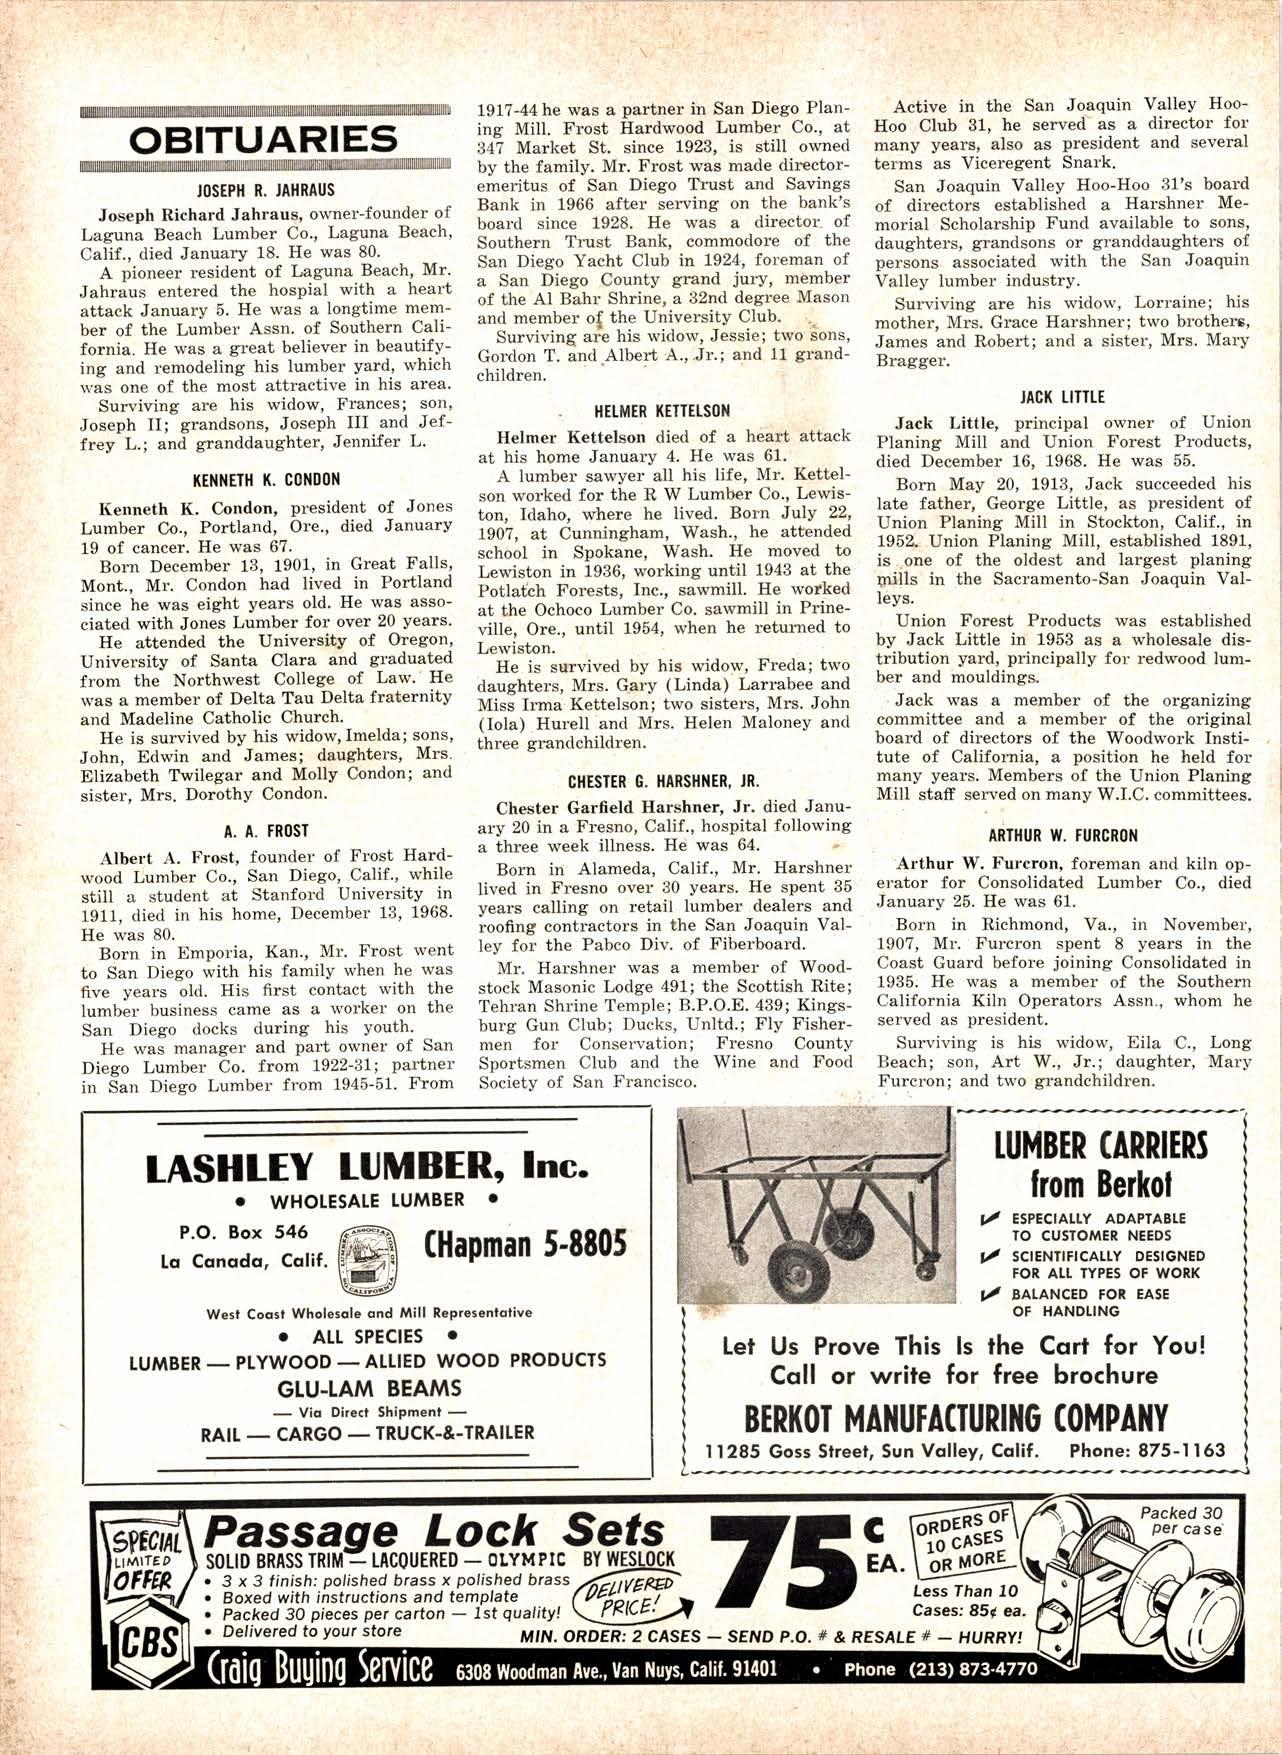 OBITUARIES
JOSEPH R. JAHRAUS
Joseph Richard Jahraus, owner-founder of
Laguna Beach Lumber Co., Laguna Beach,
Calif., died January 18. He was 80.
A pioneer resident of Laguna Beach, Mr.
Jahraus entered the hospial with a heart
attack January 5. He was a longtime mem-
ber of the Lumber Assn. of Southern Cali-
fornia. He was a great believer in beautify-
ing and remodeling his lumber yard, which
was one of the most attractive in his area.
Surviving are his widow, Frances; son,
Joseph II; grandsons, Joseph III and Jef-
frey L.; and granddaughter, Jennifer L.
KENNETH K. CONDON
Kenneth K. Condon, president of Jones
Lumber Co., Portland, Ore., died January
19 of cancer. He was 67.
Born December 13, 1901, in Great Falls,
Mont., Mr. Condon had lived in Portland
since he was eight years old. He was asso-
ciated with Jones Lumber for over 20 years.
He attended the University of Oregon,
University of Santa Clara and graduated
from the Northwest College of Law. He
was a member of Delta Tau Delta fraternity
and Madeline Catholic Church.
He is survived by his widow, Imelda; sons,
John, Edwin and James; daughters, Mrs.
Elizabeth Twilegar and Molly Condon; and
sister, Mrs. Dorothy Condon.
A. A. FROST
Albert A. Frost, founder of Frost Hard-
wood Lumber Co., San Diego, Calif., while
still a student at Stanford University in
1911, died in his home, December 13, 1968.
He was 80.
Born in Emporia, Kan., Mr. Frost went
to San Diego with his family when he was
five years old. His first contact with the
lumber business came as a worker on the
San Diego docks during his youth.
He was manager and part owner of San
Diego Lumber Co. from 1922-31; partner
in San Diego Lumber from 1945-51. From
1917-44 he was a partner in San Diego Plan-
ing Mill. Frost Hardwood Lumber Co., at
347 Market St. since 1923, is still owned
by the family. Mr. Frost was made director-
emeritus of San Diego Trust and Savings
Bank in 1966 after serving on the bank's
board since 1928. He was a director of
Southern Trust Bank, commodore of the
San Diego Yacht Club in 1924, foreman of
a San Diego County grand jury, member
of the Al Bahr Shrine, a 32nd degree Mason
and member of the University Club.
Surviving are his widow, Jessie; two sons,
Gordon T. and Albert A., Jr.; and 11 grand-
children.
HELMER KETTELSON
Helmer Kettelson died of a heart attack
at his home January 4. He was 61.
A lumber sawyer all his life, Mr. Kettel-
son worked for the R W Lumber Co., Lewis-
ton, Idaho, where he lived. Born July 22,
1907, at Cunningham, Wash., he attended
school in Spokane, Wash. He moved to
Lewiston in 1936, working until 1943 at the
Potlatch Forests, Inc., sawmill. He worked
at the Ochoco Lumber Co. sawmill in Prine-
ville, Ore., until 1954, when he returned to
Lewiston.
He is survived by his widow, Freda; two
daughters, Mrs. Gary (Linda) Larrabee and
Miss Irma Kettelson; two sisters, Mrs. John
(Iola) Hurell and Mrs. Helen Maloney and
three grandchildren.
CHESTER G. HARSHNER, JR.
Chester Garfield Harshner, Jr. died Janu-
ary 20 in a Fresno, Calif., hospital following
a three week illness. He was 64.
Born in Alameda, Calif., Mr. Harshner
lived in Fresno over 30 years. He spent 35
years calling on retail lumber dealers and
roofing contractors in the San Joaquin Val-
ley for the Pabco Div. of Fiberboard.
Mr. Harshner was a member of Wood-
stock Masonic Lodge 491; the Scottish Rite;
Tehran Shrine Temple; B.P.O.E. 439; Kings-
burg Gun Club; Ducks, Unltd.; Fly Fisher-
men for Conservation; Fresno County
Sportsmen Club and the Wine and Food
Society of San Francisco.
Active in the San Joaquin Valley Hoo-
Hoo Club 31, he served as a director for
many years, also as president and several
terms as Viceregent Snark.
San Joaquin Valley Hoo-Hoo 31's board
of directors established a Harshner Me-
morial Scholarship Fund available to sons,
daughters, grandsons or granddaughters of
persons associated with the San Joaquin
Valley lumber industry.
Surviving are his widow, Lorraine; his
mother, Mrs. Grace Harshner; two brothers,
James and Robert; and a sister, Mrs. Mary
Bragger.
JACK LITTLE
Jack Little, principal owner of Union
Planing Mill and Union Forest Products,
died December 16, 1968. He was 55.
Born May 20, 1913, Jack succeeded his
late father, George Little, as president of
Union Planing Mill in Stockton, Calif., in
1952. Union Planing Mill, established 1891,
is one of the oldest and largest planing
mills in the Sacramento-San Joaquin Val-
leys.
Union Forest Products was established
by Jack Little in 1953 as a wholesale dis-
tribution yard, principally for redwood lum-
ber and mouldings.
Jack was a member of the organizing
committee and a member of the original
board of directors of the Woodwork Insti-
tute of California, a position he held for
many years. Members of the Union Planing
Mill staff served on many W.I.C. committees.
ARTHUR W. FURCRON
Arthur W. Furcron, foreman and kiln op-
erator for Consolidated Lumber Co., died
January 25. He was 61.
Born in Richmond, Va., in November,
1907, Mr. Furcron spent 8 years in the
Coast Guard before joining Consolidated in
1935. He was a member of the Southern
California Kiln Operators Assn., whom he
served as president.
Surviving is his widow, Eila C., Long
Beach; son, Art W., Jr.; daughter, Mary
Furcron; and two grandchildren.
LASHLEY LUMBER, Inc.
• WHOLESALE LUMBER •
P.O. Box 546
La Canada, Calif.
LUMBER ASSOCIATION OF SO. CALIFORNIA
CHapman 5-8805
West Coast Wholesale and Mill Representative
• ALL SPECIES •
LUMBER — PLYWOOD — ALLIED WOOD PRODUCTS
GLU-LAM BEAMS
— Via Direct Shipment —
RAIL — CARGO — TRUCK-&-TRAILER
LUMBER CARRIERS
from Berkot
✓ ESPECIALLY ADAPTABLE
TO CUSTOMER NEEDS
✓ SCIENTIFICALLY DESIGNED
FOR ALL TYPES OF WORK
✓ BALANCED FOR EASE
OF HANDLING
Let Us Prove This Is the Cart for You!
Call or write for free brochure
BERKOT MANUFACTURING COMPANY
11285 Goss Street, Sun Valley, Calif. Phone: 875-1163
SPECIAL
LIMITED
OFFER
CBS
Passage Lock Sets
SOLID BRASS TRIM — LACQUERED — OLYMPIC BY WESLOCK
• 3 x 3 finish: polished brass x polished brass
• Boxed with instructions and template
• Packed 30 pieces per carton — 1st quality!
• Delivered to your store
DELIVERED
PRICE!
75c
EA.
ORDERS OF
10 CASES
OR MORE
Less Than 10
Cases: 85¢ ea.
Packed 30
per case
MIN. ORDER: 2 CASES — SEND P.O. # & RESALE # — HURRY!
Craig Buying Service 6308 Woodman Ave., Van Nuys, Calif. 91401 • Phone (213) 873-4770